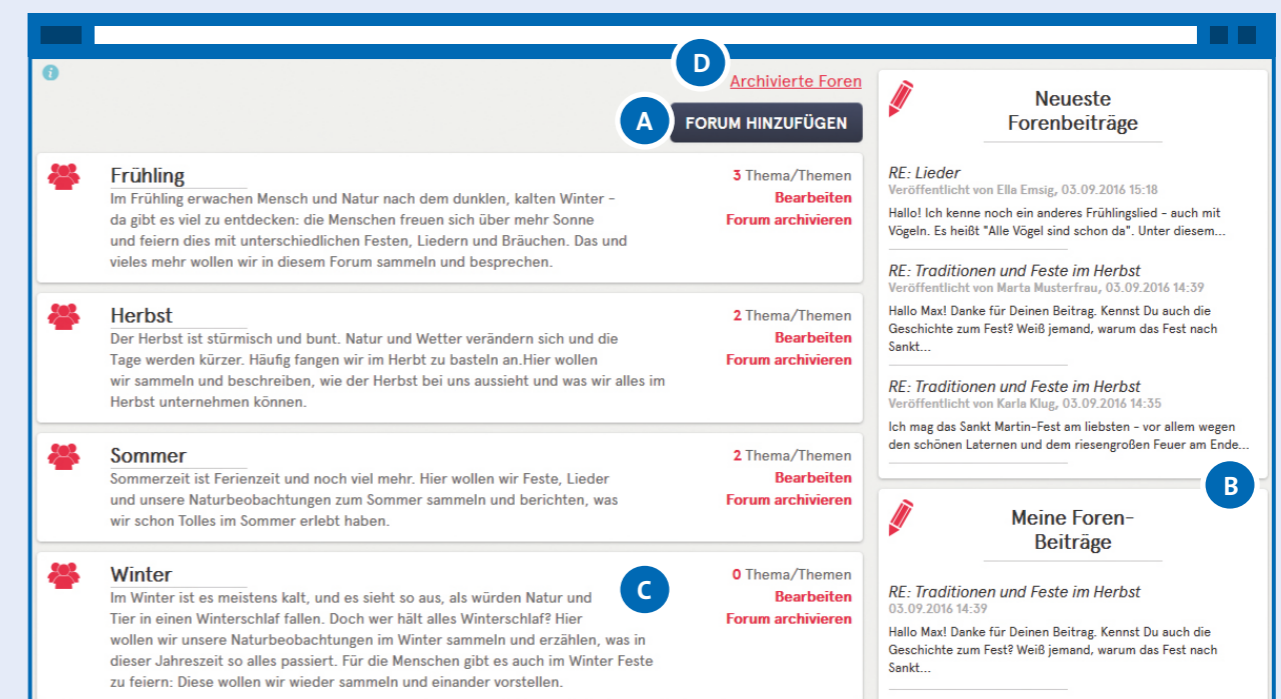 i
D
Archivierte Foren
A
FORUM HINZUFÜGEN
Frühling
Im Frühling erwachen Mensch und Natur nach dem dunklen, kalten Winter –
da gibt es viel zu entdecken: die Menschen freuen sich über mehr Sonne
und feiern dies mit unterschiedlichen Festen, Liedern und Bräuchen. Das und
vieles mehr wollen wir in diesem Forum sammeln und besprechen.
3 Thema/Themen
Bearbeiten
Forum archivieren
Herbst
Der Herbst ist stürmisch und bunt. Natur und Wetter verändern sich und die
Tage werden kürzer. Häufig fangen wir im Herbt zu basteln an.Hier wollen
wir sammeln und beschreiben, wie der Herbst bei uns aussieht und was wir alles im
Herbst unternehmen können.
2 Thema/Themen
Bearbeiten
Forum archivieren
Sommer
Sommerzeit ist Ferienzeit und noch viel mehr. Hier wollen wir Feste, Lieder
und unsere Naturbeobachtungen zum Sommer sammeln und berichten, was
wir schon Tolles im Sommer erlebt haben.
2 Thema/Themen
Bearbeiten
Forum archivieren
Winter
Im Winter ist es meistens kalt, und es sieht so aus, als würden Natur und
Tier in einen Winterschlaf fallen. Doch wer hält alles Winterschlaf? Hier
wollen wir unsere Naturbeobachtungen im Winter sammeln und erzählen, was in
dieser Jahreszeit so alles passiert. Für die Menschen gibt es auch im Winter Feste
zu feiern: Diese wollen wir wieder sammeln und einander vorstellen.
C
0 Thema/Themen
Bearbeiten
Forum archivieren
Neueste
Forenbeiträge
RE: Lieder
Veröffentlicht von Ella Emsig, 03.09.2016 15:18
Hallo! Ich kenne noch ein anderes Frühlingslied – auch mit
Vögeln. Es heißt "Alle Vögel sind schon da". Unter diesem...
RE: Traditionen und Feste im Herbst
Veröffentlicht von Marta Musterfrau, 03.09.2016 14:39
Hallo Max! Danke für Deinen Beitrag. Kennst Du auch die
Geschichte zum Fest? Weiß jemand, warum das Fest nach
Sankt...
RE: Traditionen und Feste im Herbst
Veröffentlicht von Karla Klug, 03.09.2016 14:35
Ich mag das Sankt Martin-Fest am liebsten – vor allem wegen
den schönen Laternen und dem riesengroßen Feuer am Ende...
B
Meine Foren-
Beiträge
RE: Traditionen und Feste im Herbst
03.09.2016 14:39
Hallo Max! Danke für Deinen Beitrag. Kennst Du auch die
Geschichte zum Fest? Weiß jemand, warum das Fest nach
Sankt...